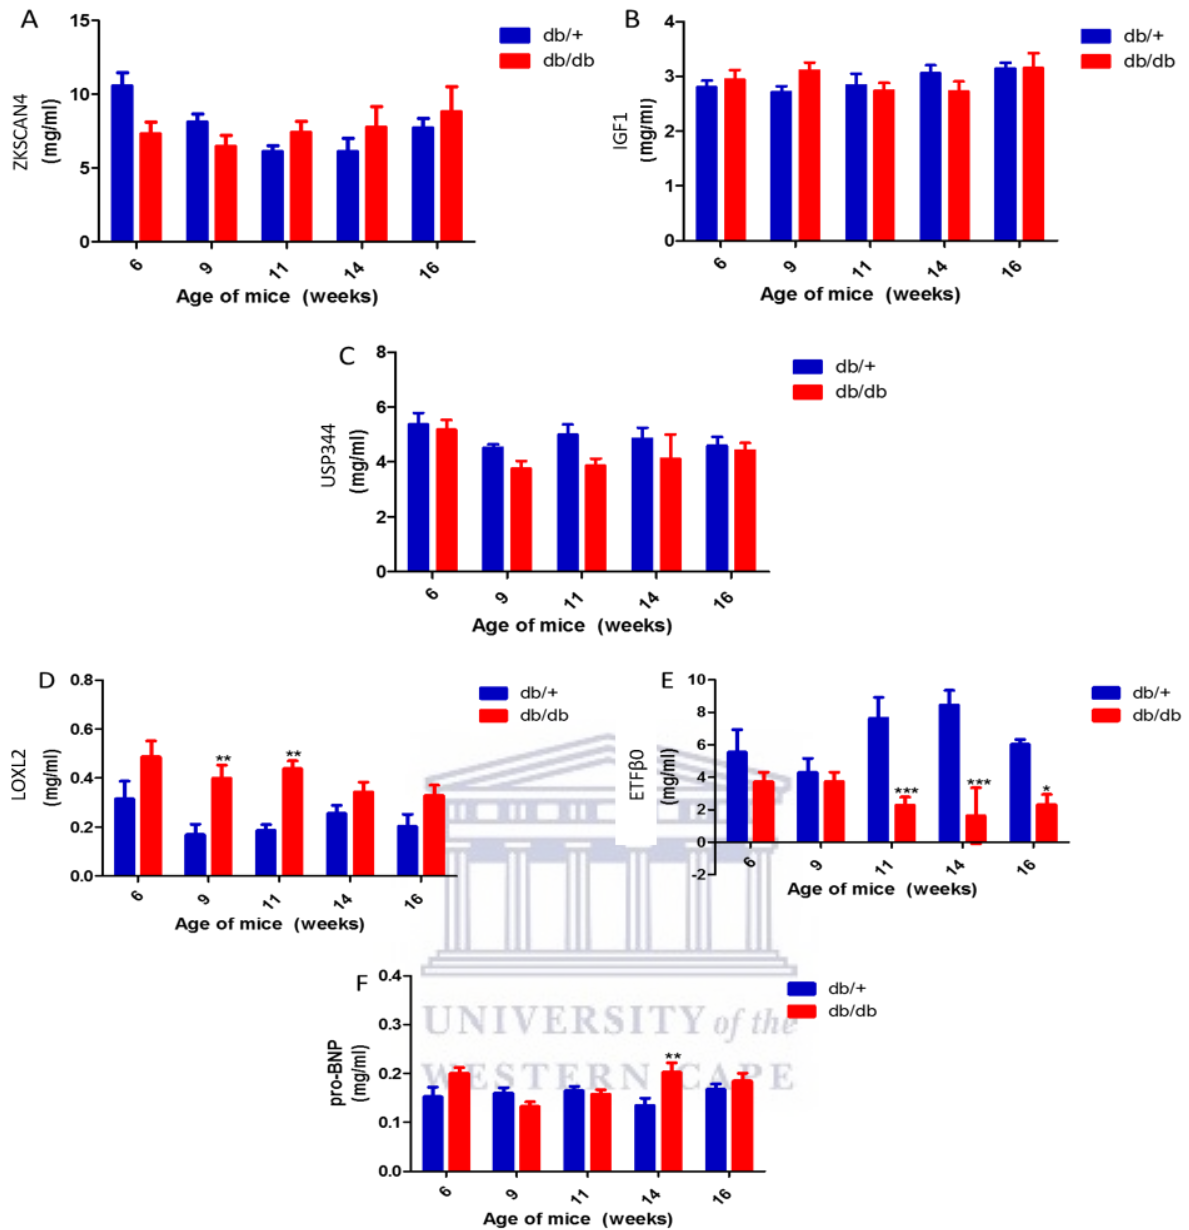 A
ZKSCAN4
(mg/ml)
15
10
5
0
6 9 11 14 16
Age of mice (weeks)
db/+
db/db
B
IGF1
(mg/ml)
4
3
2
1
0
6 9 11 14 16
Age of mice (weeks)
db/+
db/db
C
USP344
(mg/ml)
8
6
4
2
0
6 9 11 14 16
Age of mice (weeks)
db/+
db/db
D
LOXL2
(mg/ml)
0.8
0.6
0.4
0.2
0.0
** **
6 9 11 14 16
Age of mice (weeks)
db/+
db/db
E
ETFβ0
(mg/ml)
10
8
6
4
2
0
-2
*** *** *
6 9 11 14 16
Age of mice (weeks)
db/+
db/db
F
pro-BNP
(mg/ml)
0.4
0.3
0.2
0.1
0.0
**
6 9 11 14 16
Age of mice (weeks)
db/+
db/db
UNIVERSITY of the
WESTERN CAPE